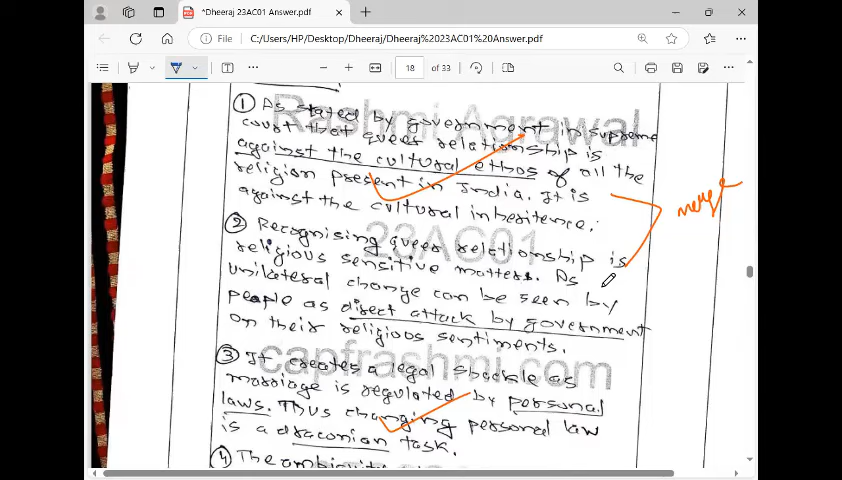 *Dheeraj 23AC01 Answer.pdf
File
C:/Users/HP/Desktop/Dheeraj/Dheeraj%2023AC01%20Answer.pdf
18 of 33
Rashmi Agrawal
① As stated by government in supreme
court that queer relationship is
against the cultural ethos of all the
religion present in India. It is
against the cultural inheritence.
merge
23AC01
② Recognising queer relationship is
religious sensitive matters. As
unilateral change can be seen by
people as direct attack by government
on their religious sentiments.
capfrashmi.com
③ It creates a legal shackle as
marriage is regulated by personal
laws. Thus changing personal law
is a draconian task.
④ The ambiguity